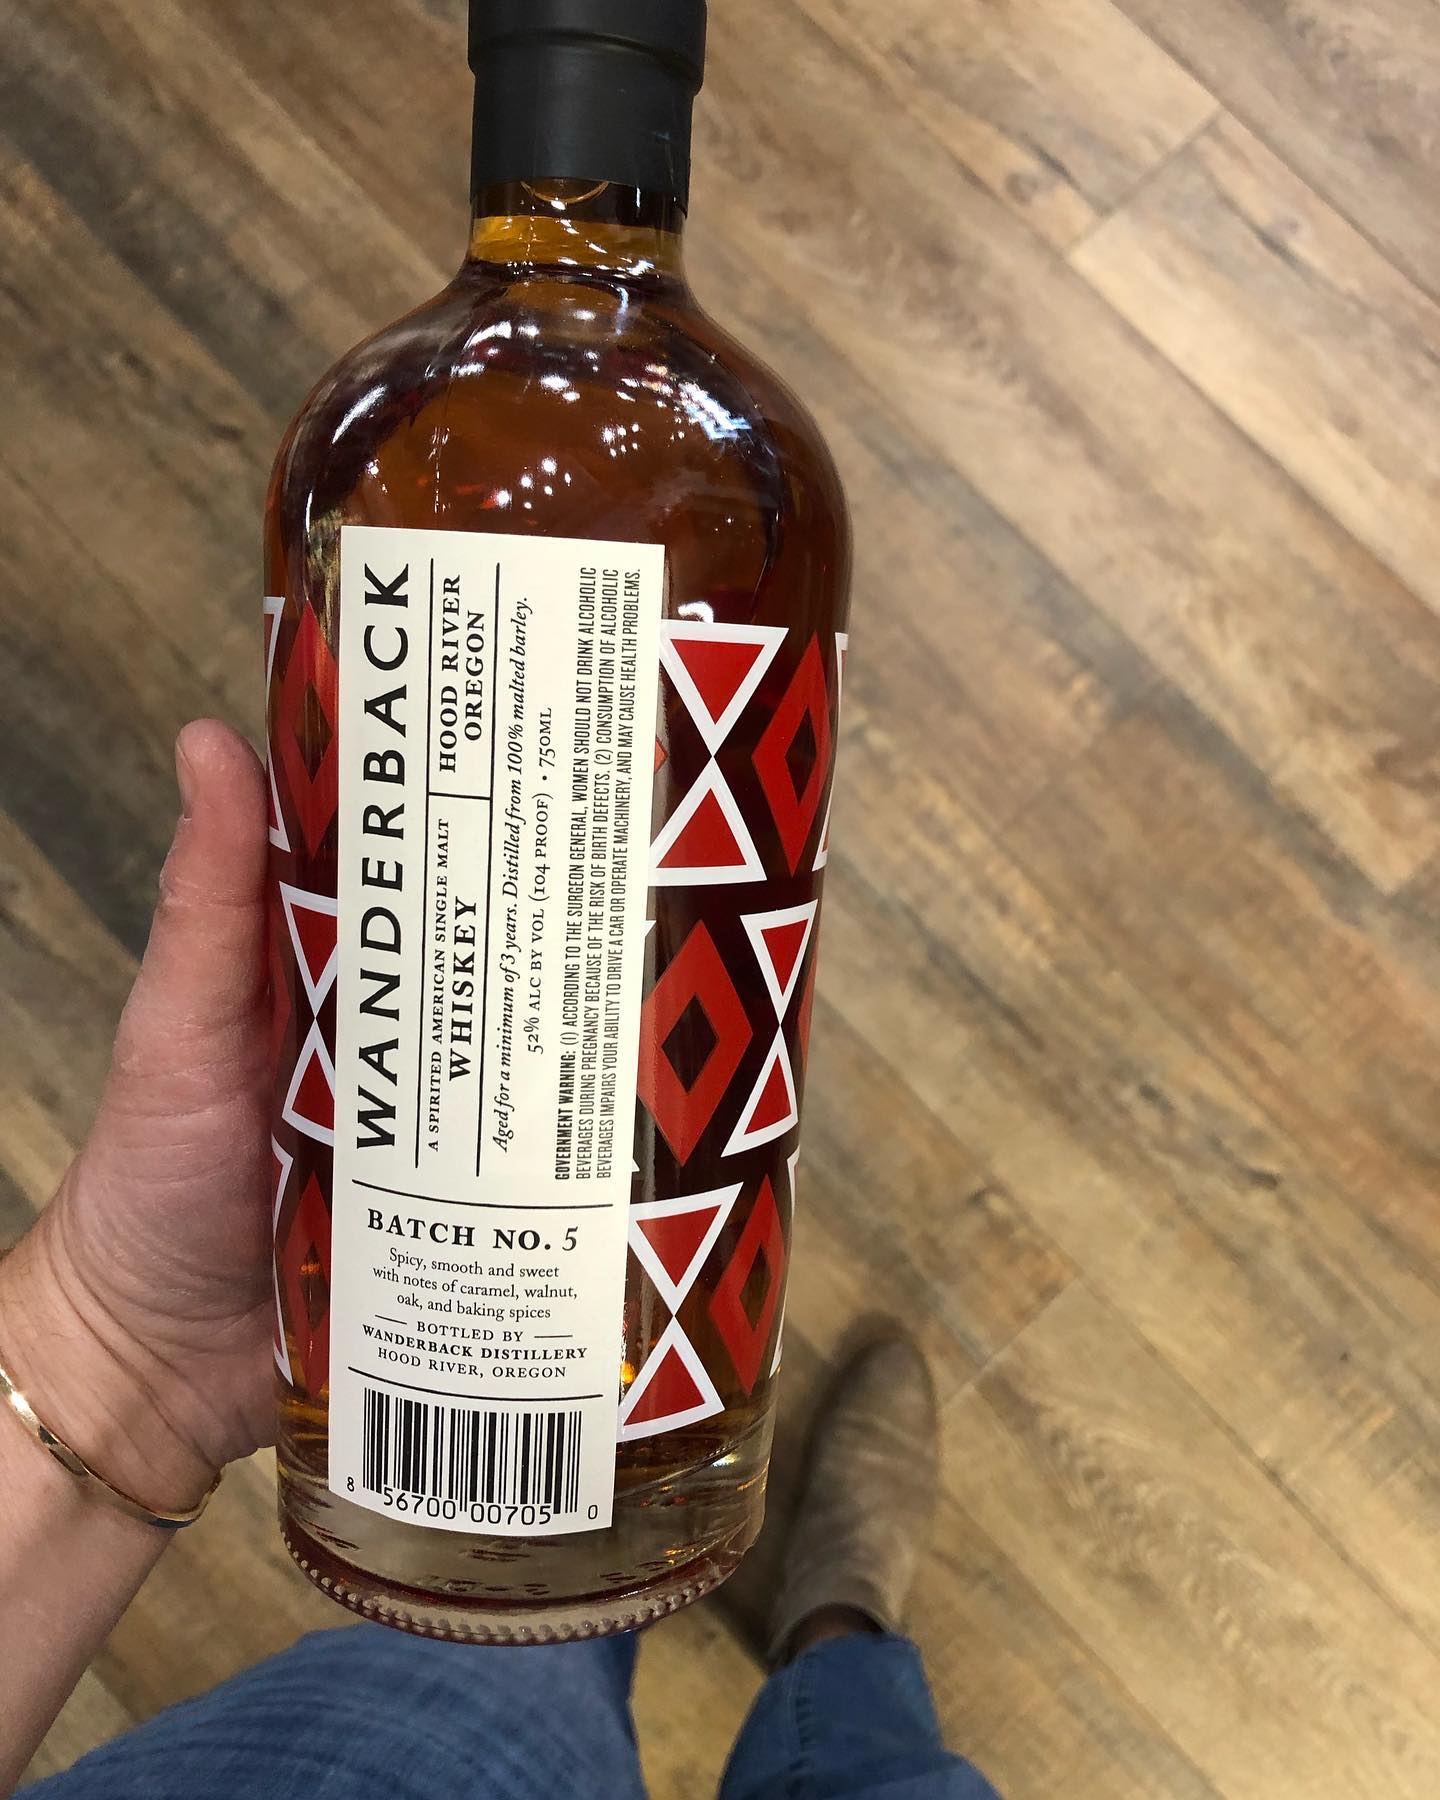 WANDERBACK
A SPIRITED AMERICAN SINGLE MALT
WHISKEY
HOOD RIVER
OREGON
Aged for a minimum of 3 years. Distilled from 100% malted barley.
52% ALC BY VOL (104 PROOF) • 750ML
GOVERNMENT WARNING: (1) ACCORDING TO THE SURGEON GENERAL, WOMEN SHOULD NOT DRINK ALCOHOLIC
BEVERAGES DURING PREGNANCY BECAUSE OF THE RISK OF BIRTH DEFECTS. (2) CONSUMPTION OF ALCOHOLIC
BEVERAGES IMPAIRS YOUR ABILITY TO DRIVE A CAR OR OPERATE MACHINERY, AND MAY CAUSE HEALTH PROBLEMS.
BATCH NO. 5
Spicy, smooth and sweet
with notes of caramel, walnut,
oak, and baking spices
BOTTLED BY
WANDERBACK DISTILLERY
HOOD RIVER, OREGON
8 56700 00705 0